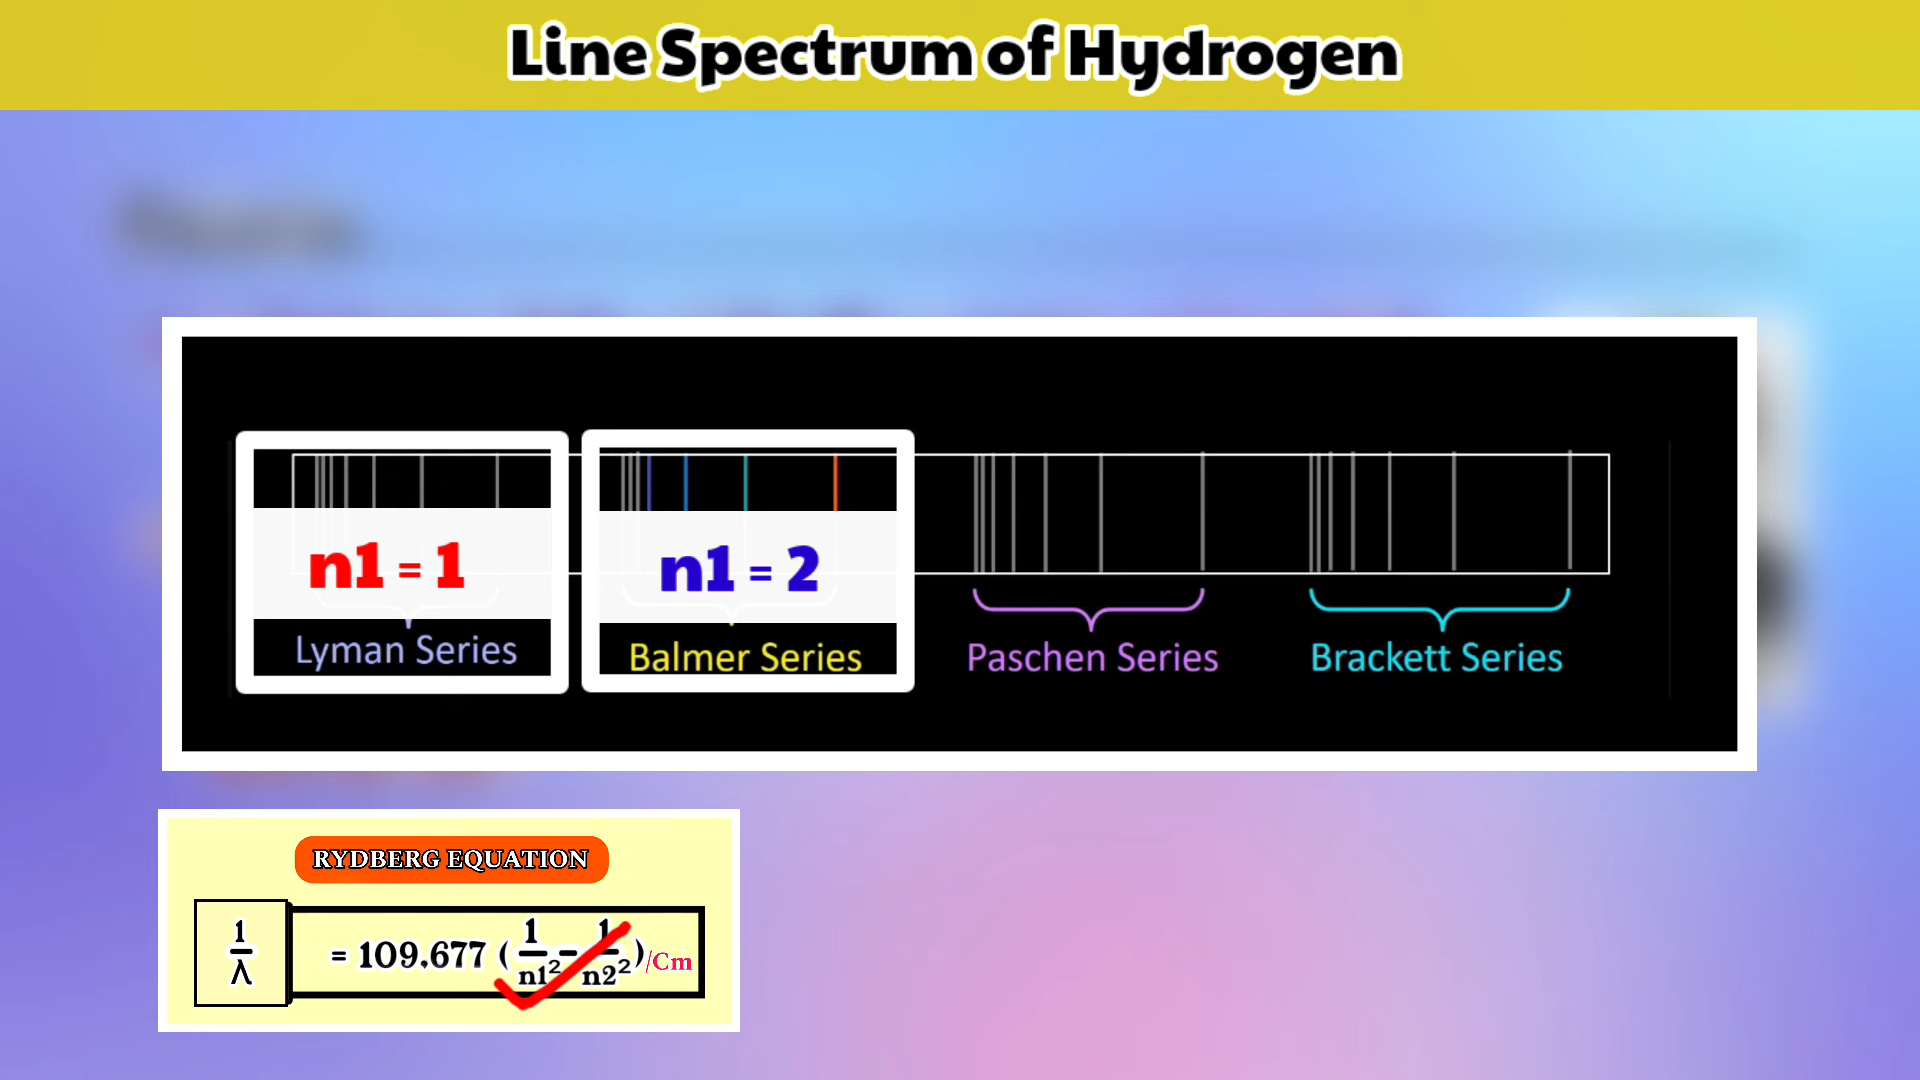 Line Spectrum of Hydrogen
n1 = 1
n1 = 2
Lyman Series
Balmer Series
Paschen Series
Brackett Series
RYDBERG EQUATION
1/λ = 109.677 (1/n1² - 1/n2²)/Cm